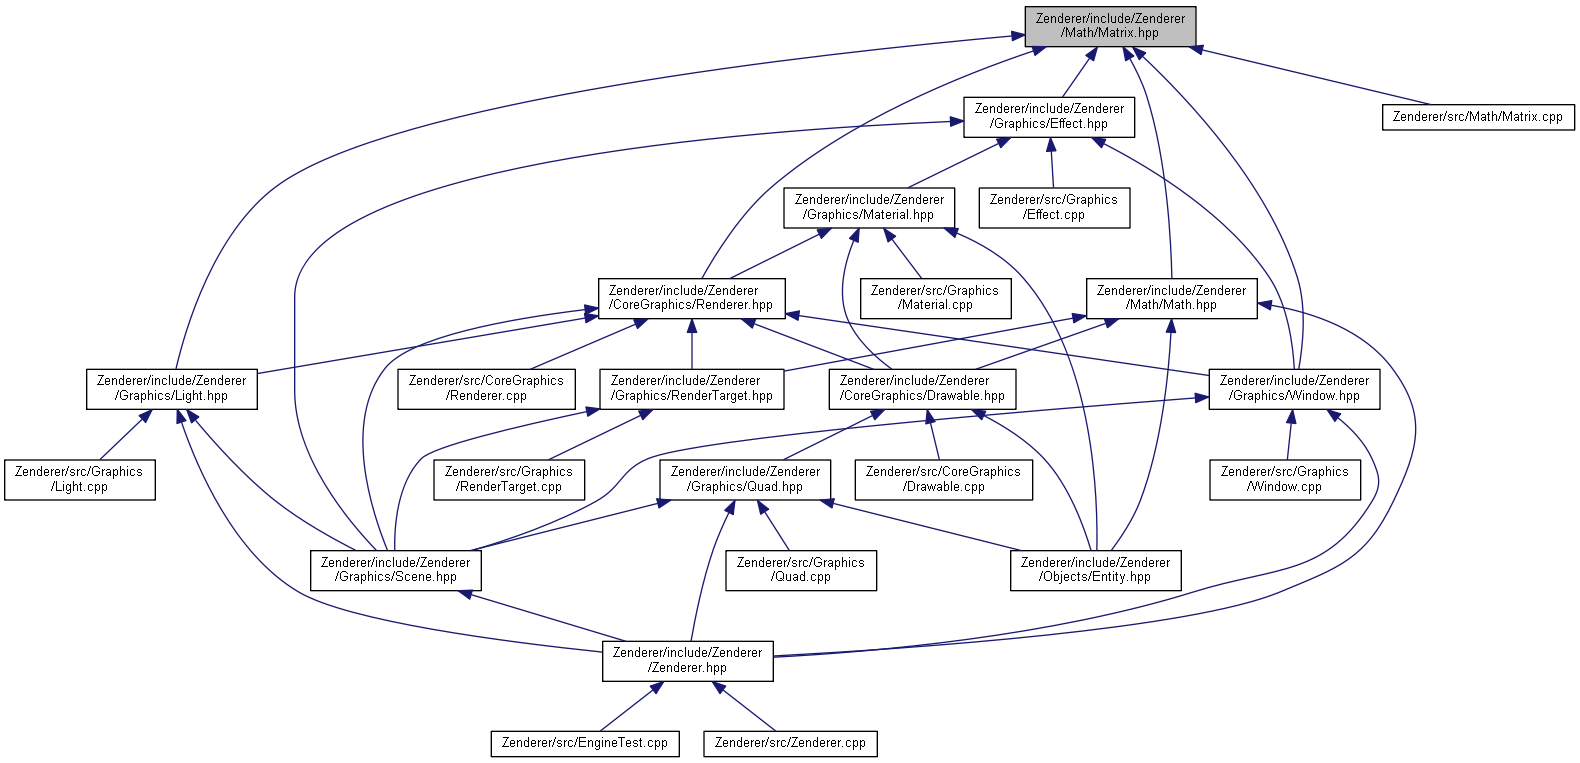 Zenderer/include/Zenderer
/Math/Matrix.hpp
Zenderer/include/Zenderer
/Graphics/Effect.hpp
Zenderer/src/Math/Matrix.cpp
Zenderer/include/Zenderer
/Graphics/Material.hpp
Zenderer/src/Graphics
/Effect.cpp
Zenderer/include/Zenderer
/CoreGraphics/Renderer.hpp
Zenderer/src/Graphics
/Material.cpp
Zenderer/include/Zenderer
/Math/Math.hpp
Zenderer/include/Zenderer
/Graphics/Light.hpp
Zenderer/src/CoreGraphics
/Renderer.cpp
Zenderer/include/Zenderer
/Graphics/RenderTarget.hpp
Zenderer/include/Zenderer
/CoreGraphics/Drawable.hpp
Zenderer/include/Zenderer
/Graphics/Window.hpp
Zenderer/src/Graphics
/Light.cpp
Zenderer/src/Graphics
/RenderTarget.cpp
Zenderer/include/Zenderer
/Graphics/Quad.hpp
Zenderer/src/CoreGraphics
/Drawable.cpp
Zenderer/src/Graphics
/Window.cpp
Zenderer/include/Zenderer
/Graphics/Scene.hpp
Zenderer/src/Graphics
/Quad.cpp
Zenderer/include/Zenderer
/Objects/Entity.hpp
Zenderer/include/Zenderer
/Zenderer.hpp
Zenderer/src/EngineTest.cpp
Zenderer/src/Zenderer.cpp